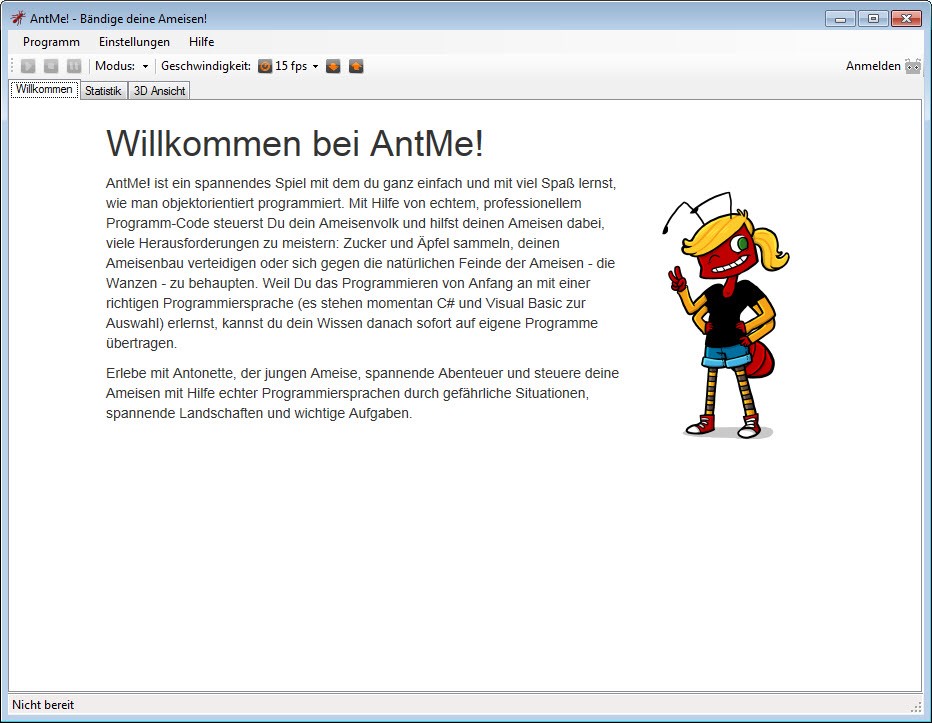 AntMe! - Bändige deine Ameisen!
Programm Einstellungen Hilfe
Modus: Geschwindigkeit: 15 fps Anmelden
Willkommen Statistik 3D Ansicht
Willkommen bei AntMe!
AntMe! ist ein spannendes Spiel mit dem du ganz einfach und mit viel Spaß lernst,
wie man objektorientiert programmiert. Mit Hilfe von echtem, professionellem
Programm-Code steuerst Du dein Ameisenvolk und hilfst deinen Ameisen dabei,
viele Herausforderungen zu meistern: Zucker und Äpfel sammeln, deinen
Ameisenbau verteidigen oder sich gegen die natürlichen Feinde der Ameisen - die
Wanzen - zu behaupten. Weil Du das Programmieren von Anfang an mit einer
richtigen Programmiersprache (es stehen momentan C# und Visual Basic zur
Auswahl) erlernst, kannst du dein Wissen danach sofort auf eigene Programme
übertragen.
Erlebe mit Antonette, der jungen Ameise, spannende Abenteuer und steuere deine
Ameisen mit Hilfe echter Programmiersprachen durch gefährliche Situationen,
spannende Landschaften und wichtige Aufgaben.
Nicht bereit